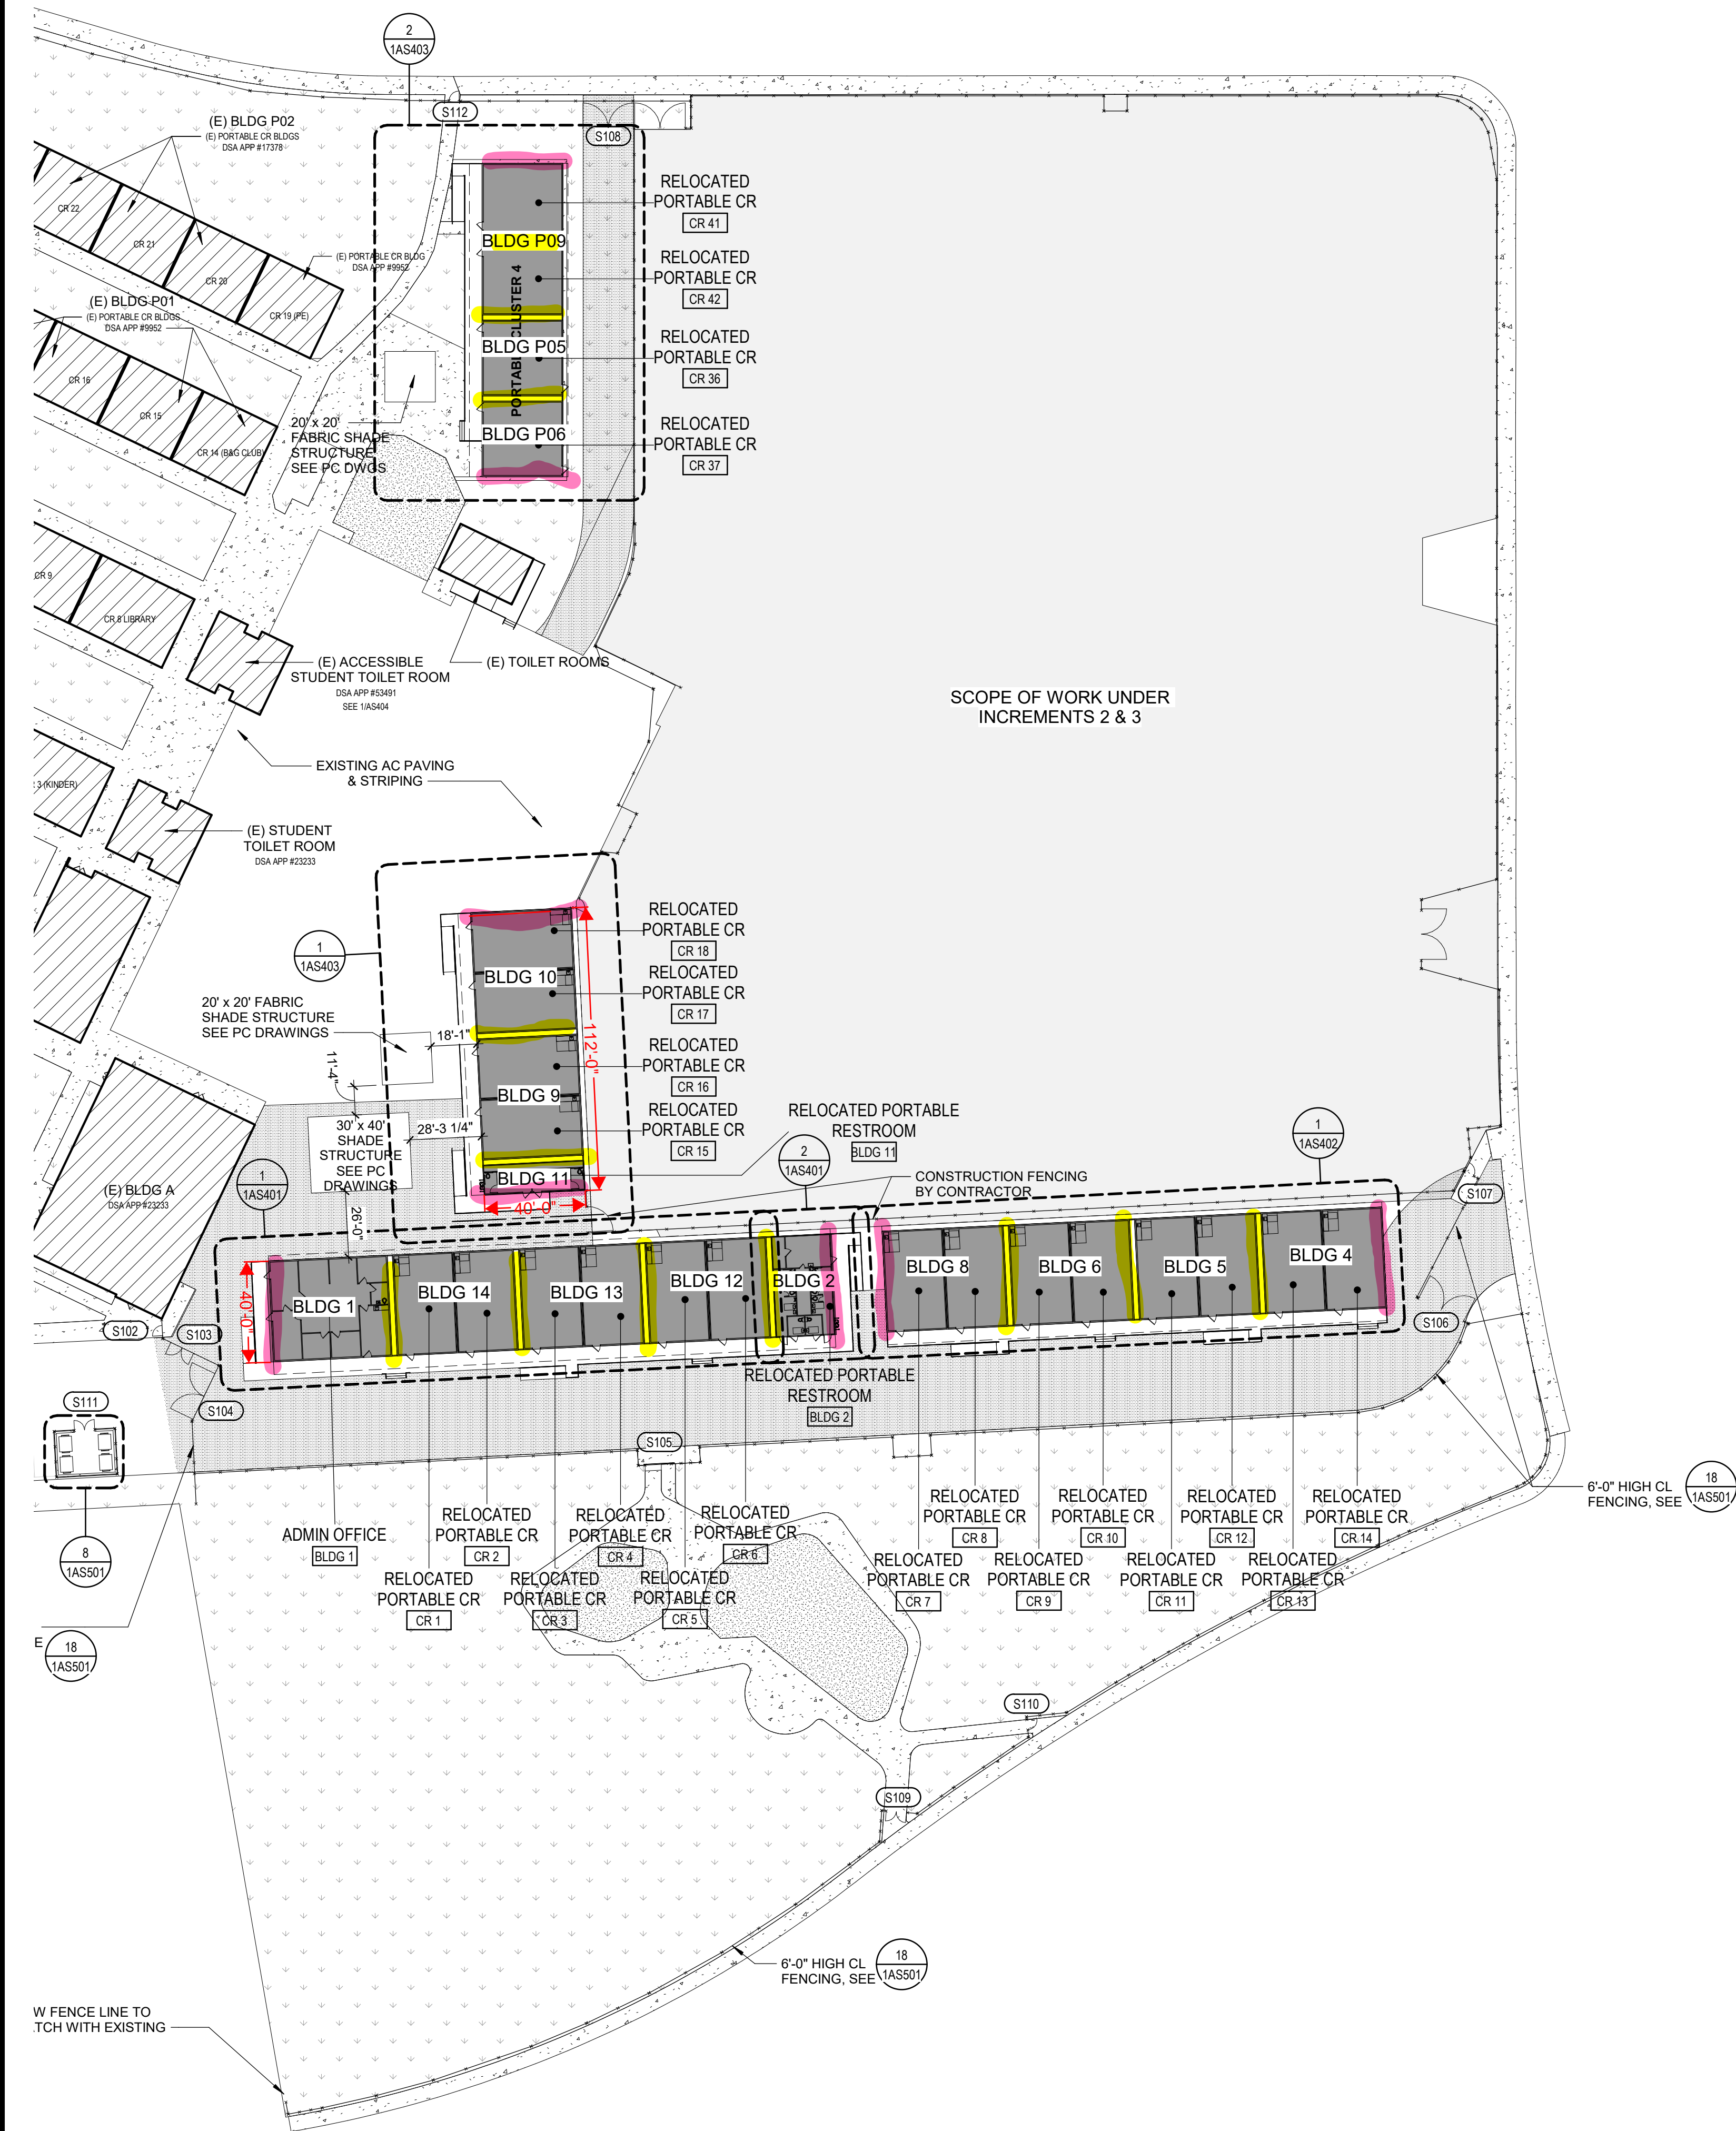 2
1AS403
S112
S108
(E) BLDG P02
(E) PORTABLE CR BLDGS
DSA APP #17378
CR 22
CR 21
CR 20
CR 19 (PE)
(E) PORTABLE CR BLDG
DSA APP #9952
(E) BLDG P01
(E) PORTABLE CR BLDGS
DSA APP #9952
CR 16
CR 15
CR 14 (B&G CLUB)
BLDG P09
PORTABLE CLUSTER 4
BLDG P05
BLDG P06
RELOCATED
PORTABLE CR
CR 41
RELOCATED
PORTABLE CR
CR 42
RELOCATED
PORTABLE CR
CR 36
RELOCATED
PORTABLE CR
CR 37
20' x 20'
FABRIC SHADE
STRUCTURE
SEE PC DWGS
CR 9
CR 8 LIBRARY
(E) ACCESSIBLE
STUDENT TOILET ROOM
DSA APP #53491
SEE 1/AS404
(E) TOILET ROOMS
SCOPE OF WORK UNDER
INCREMENTS 2 & 3
EXISTING AC PAVING
& STRIPING
3 (KINDER)
(E) STUDENT
TOILET ROOM
DSA APP #23233
1
1AS403
RELOCATED
PORTABLE CR
CR 18
RELOCATED
PORTABLE CR
CR 17
RELOCATED
PORTABLE CR
CR 16
RELOCATED
PORTABLE CR
CR 15
BLDG 10
BLDG 9
BLDG 11
112'-0"
40'-0"
20' x 20' FABRIC
SHADE STRUCTURE
SEE PC DRAWINGS
18'-1"
11'-4"
28'-3 1/4"
30' x 40'
SHADE
STRUCTURE
SEE PC
DRAWINGS
26'-0"
(E) BLDG A
DSA APP #23233
1
1AS401
RELOCATED PORTABLE
RESTROOM
BLDG 11
2
1AS401
CONSTRUCTION FENCING
BY CONTRACTOR
1
1AS402
S107
S106
S102
S103
S104
40'-0"
BLDG 1
BLDG 14
BLDG 13
BLDG 12
BLDG 2
BLDG 8
BLDG 6
BLDG 5
BLDG 4
RELOCATED PORTABLE
RESTROOM
BLDG 2
S111
8
1AS501
S105
ADMIN OFFICE
BLDG 1
RELOCATED
PORTABLE CR
CR 1
RELOCATED
PORTABLE CR
CR 2
RELOCATED
PORTABLE CR
CR 3
RELOCATED
PORTABLE CR
CR 4
RELOCATED
PORTABLE CR
CR 5
RELOCATED
PORTABLE CR
CR 6
RELOCATED
PORTABLE CR
CR 7
RELOCATED
PORTABLE CR
CR 8
RELOCATED
PORTABLE CR
CR 9
RELOCATED
PORTABLE CR
CR 10
RELOCATED
PORTABLE CR
CR 11
RELOCATED
PORTABLE CR
CR 12
RELOCATED
PORTABLE CR
CR 13
RELOCATED
PORTABLE CR
CR 14
6'-0" HIGH CL
FENCING, SEE
18
1AS501
E
18
1AS501
S110
S109
6'-0" HIGH CL
FENCING, SEE
18
1AS501
W FENCE LINE TO
TCH WITH EXISTING